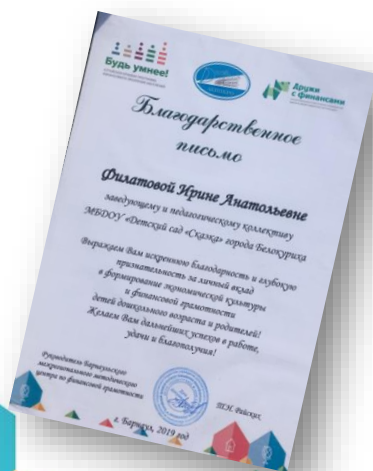 Будь умнее!
Дружи
с финансами
Благодарственное
письмо
Филатовой Ирине Анатольевне
заведующему и педагогическому коллективу
МБДОУ «Детский сад «Сказка» города Белокуриха
Выражаем Вам искреннюю благодарность и глубокую
признательность за личный вклад
в формирование экономической культуры
и финансовой грамотности
детей дошкольного возраста и родителей!
Желаем Вам дальнейших успехов в работе,
удачи и благополучия!
Руководитель Барнаульского
межрегионального методического
центра по финансовой грамотности
Т.Н. Райских
г. Барнаул, 2019 год